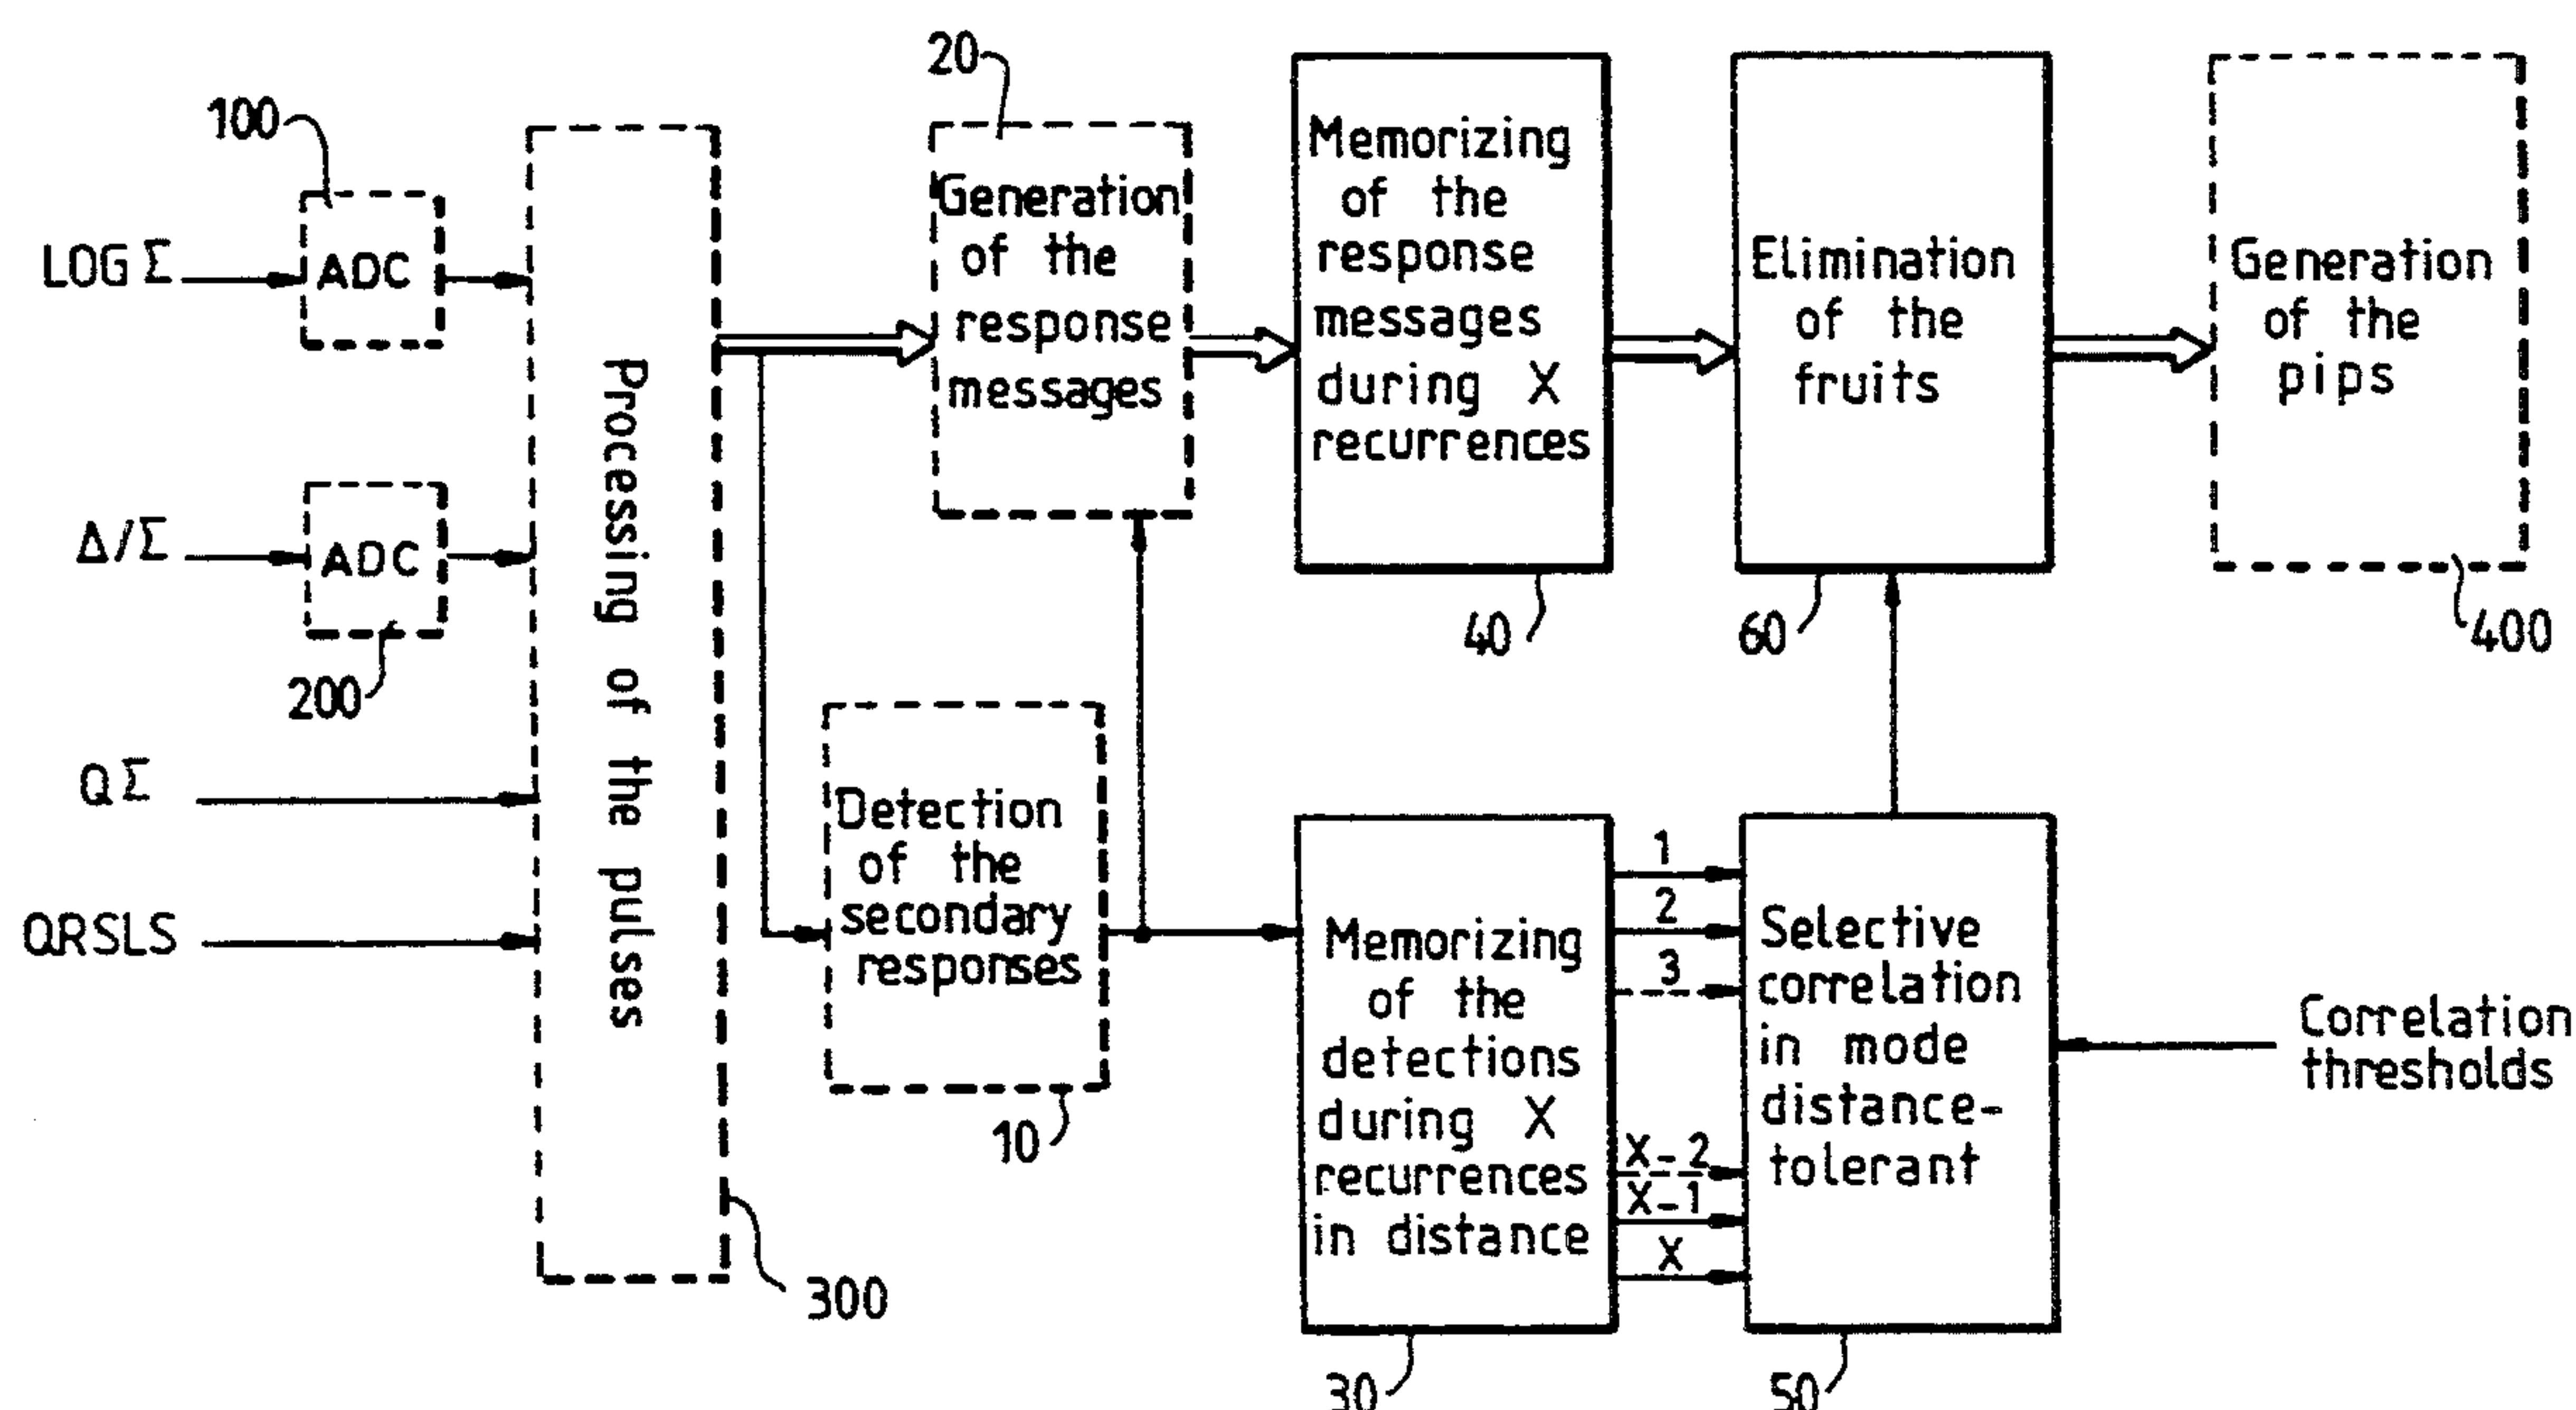 100
LOG Σ
ADC
Δ/Σ
ADC
200
QΣ
QRSLS
Processing of the pulses
300
20
Generation
of the
response
messages
Detection
of the
secondary
responses
10
Memorizing
of the
response
messages
during X
recurrences
40
Elimination
of the
fruits
60
Generation
of the
pips
400
Memorizing
of the
detections
during X
recurrences
in distance
30
1
2
3
X-2
X-1
X
Selective
correlation
in mode
distance-
tolerant
50
Correlation
thresholds